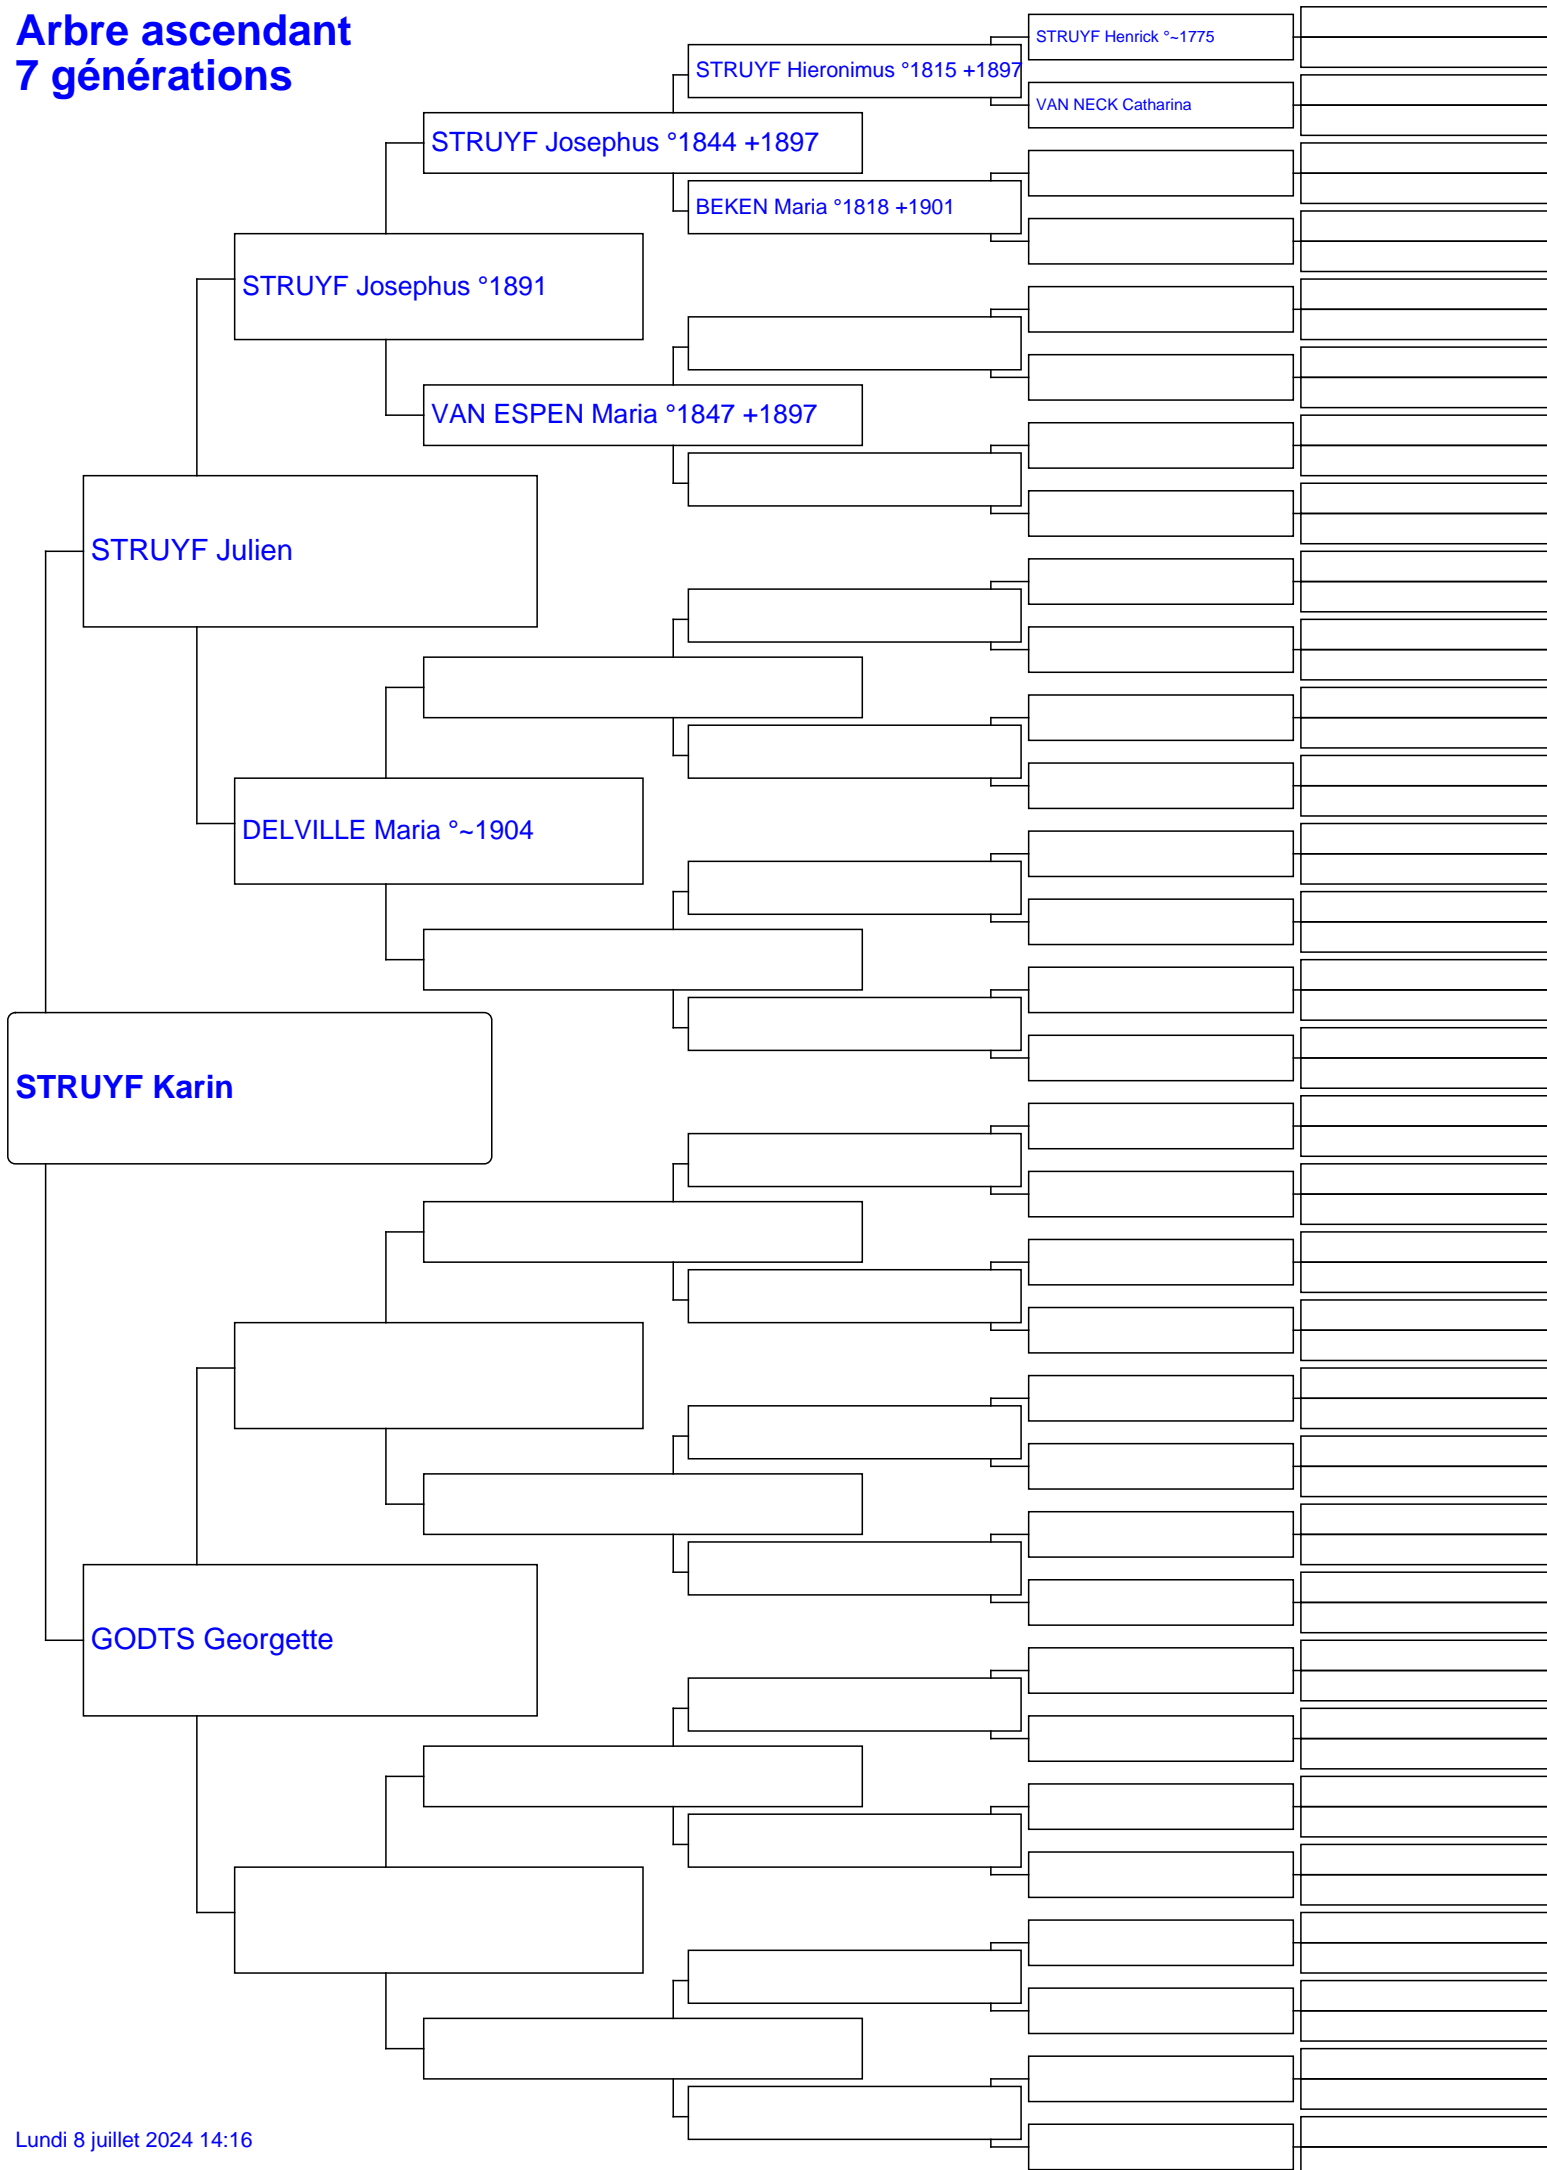 Arbre ascendant
7 générations
STRUYF Henrick °~1775
STRUYF Hieronimus °1815 +1897
VAN NECK Catharina
STRUYF Josephus °1844 +1897
BEKEN Maria °1818 +1901
STRUYF Josephus °1891
VAN ESPEN Maria °1847 +1897
STRUYF Julien
DELVILLE Maria °~1904
STRUYF Karin
GODTS Georgette
Lundi 8 juillet 2024 14:16